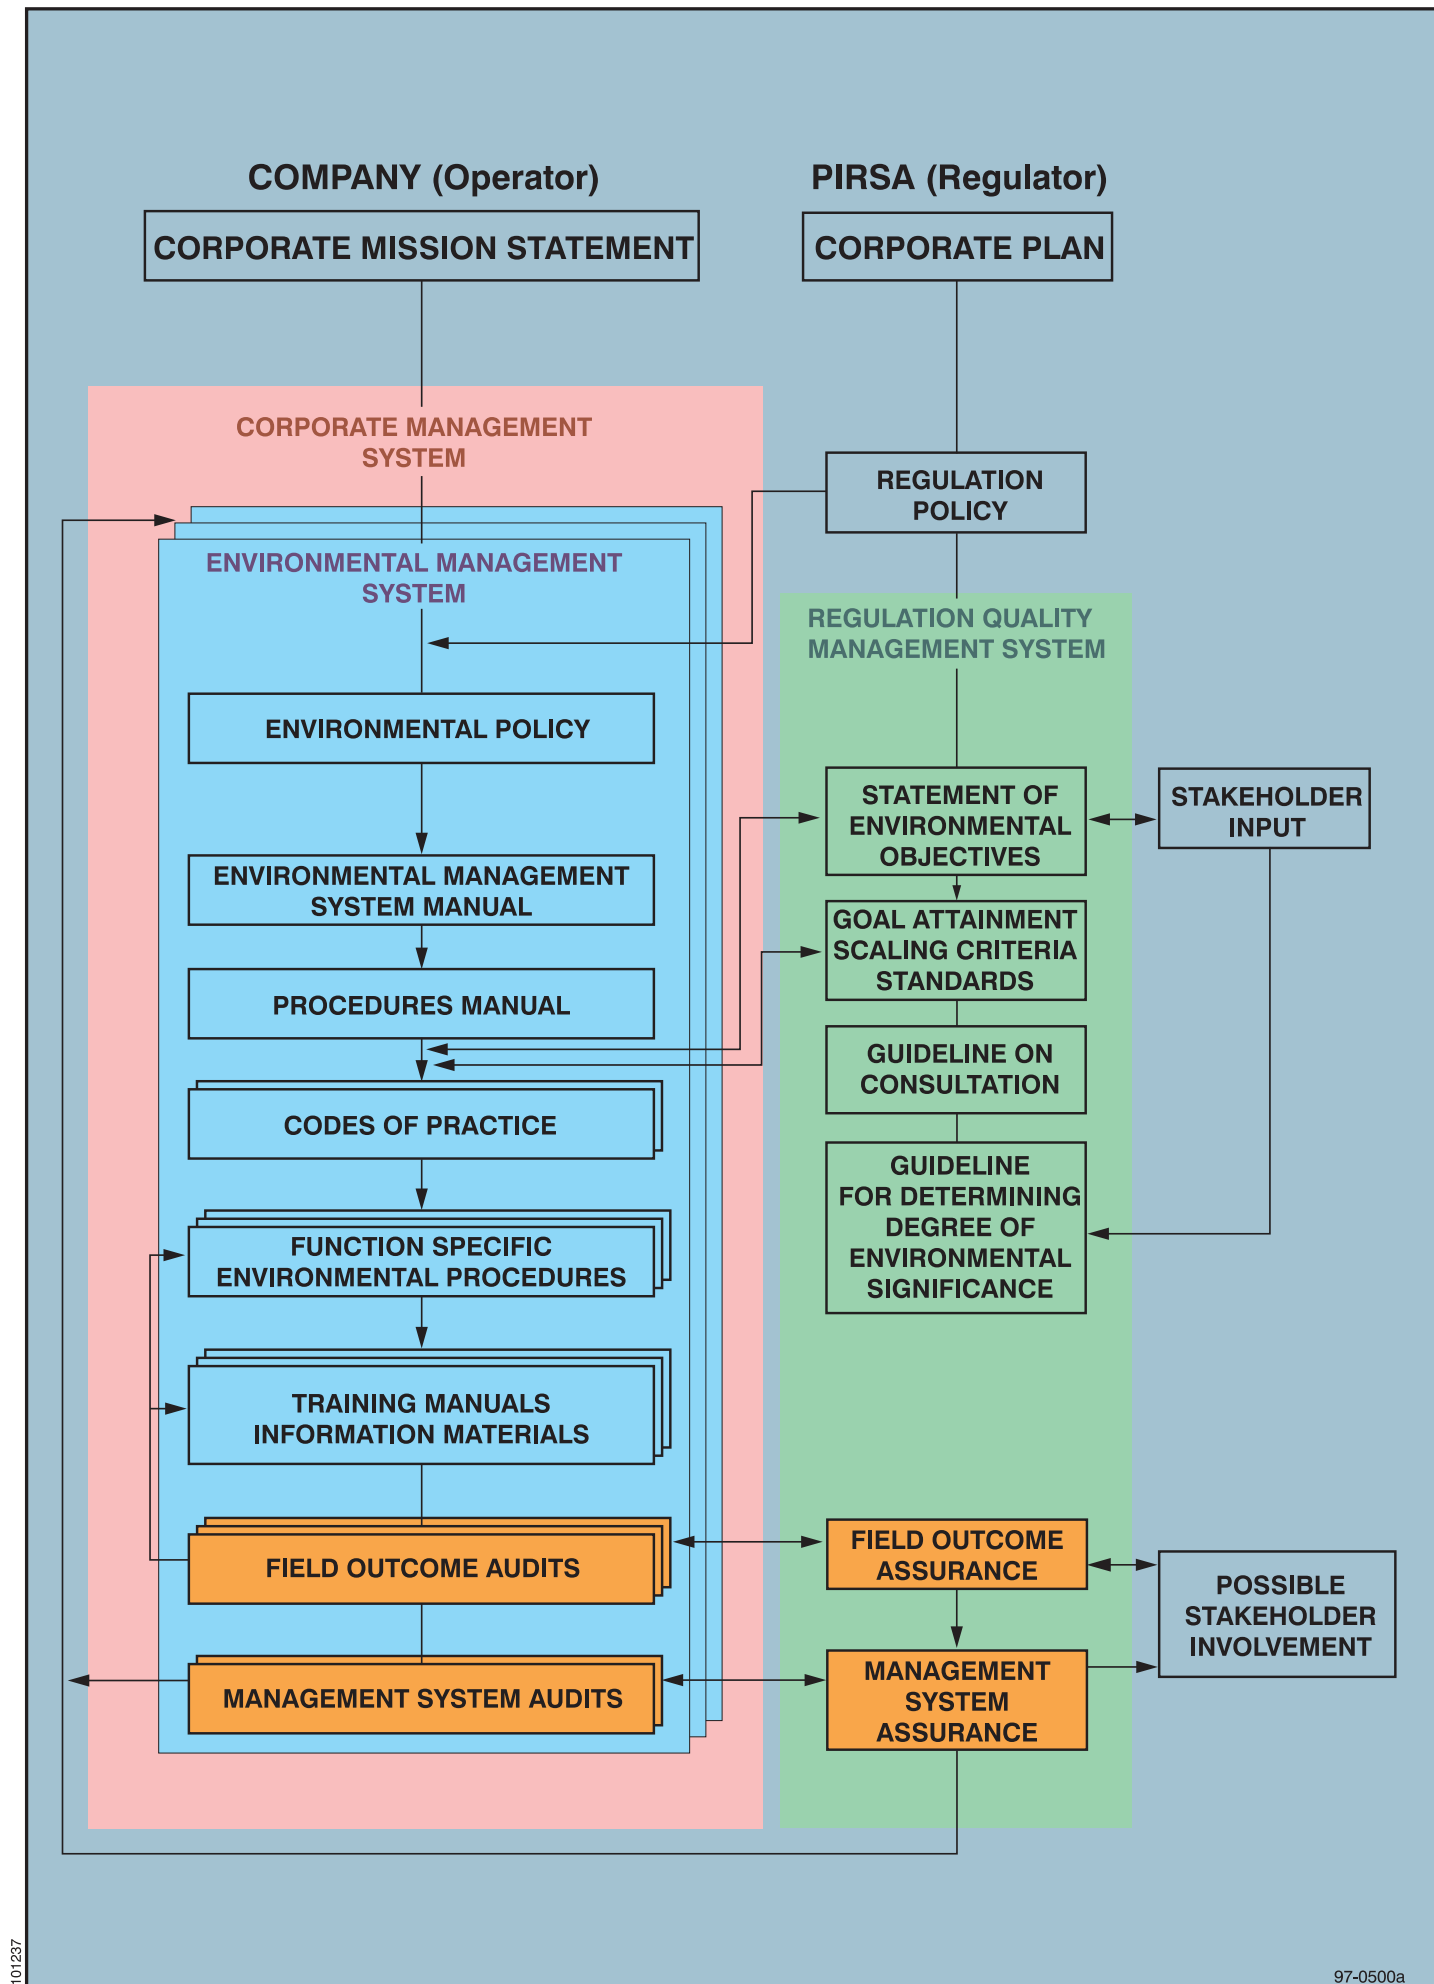 COMPANY (Operator)
CORPORATE MISSION STATEMENT
CORPORATE MANAGEMENT
SYSTEM
ENVIRONMENTAL MANAGEMENT
SYSTEM
ENVIRONMENTAL POLICY
ENVIRONMENTAL MANAGEMENT
SYSTEM MANUAL
PROCEDURES MANUAL
CODES OF PRACTICE
FUNCTION SPECIFIC
ENVIRONMENTAL PROCEDURES
TRAINING MANUALS
INFORMATION MATERIALS
FIELD OUTCOME AUDITS
MANAGEMENT SYSTEM AUDITS
PIRSA (Regulator)
CORPORATE PLAN
REGULATION
POLICY
REGULATION QUALITY
MANAGEMENT SYSTEM
STATEMENT OF
ENVIRONMENTAL
OBJECTIVES
GOAL ATTAINMENT
SCALING CRITERIA
STANDARDS
GUIDELINE ON
CONSULTATION
GUIDELINE
FOR DETERMINING
DEGREE OF
ENVIRONMENTAL
SIGNIFICANCE
FIELD OUTCOME
ASSURANCE
MANAGEMENT
SYSTEM
ASSURANCE
STAKEHOLDER
INPUT
POSSIBLE
STAKEHOLDER
INVOLVEMENT
101237
97-0500a